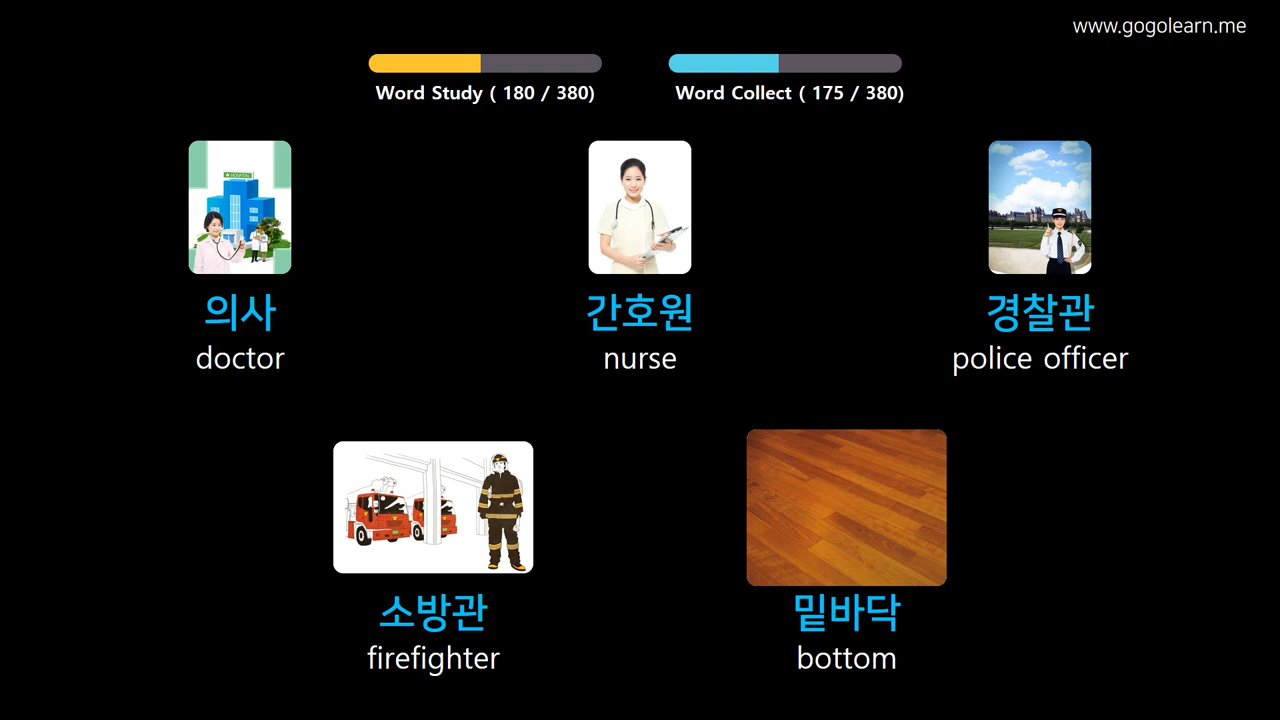 www.gogolearn.me
Word Study ( 180 / 380)
Word Collect ( 175 / 380)
HOSPITAL
의사
doctor
간호원
nurse
경찰관
police officer
소방관
firefighter
밑바닥
bottom